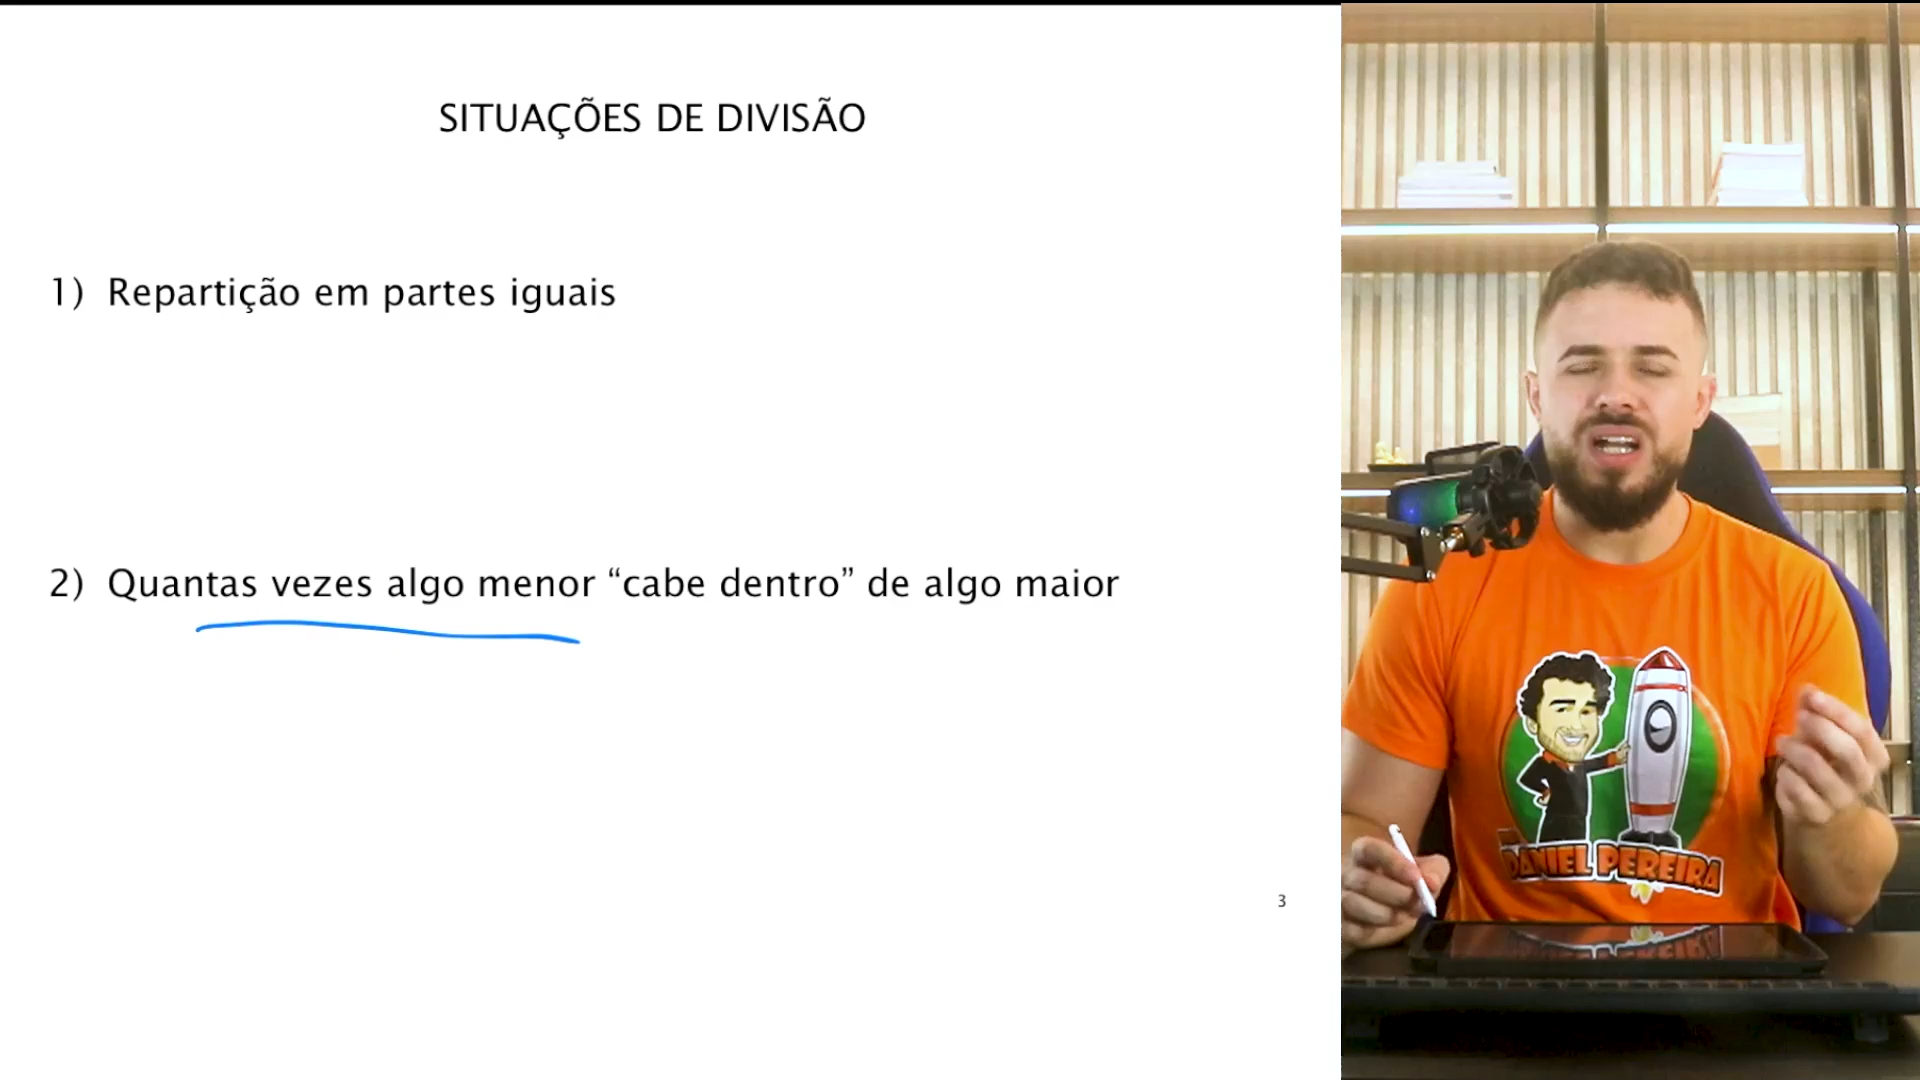 SITUAÇÕES DE DIVISÃO
1) Repartição em partes iguais
2) Quantas vezes algo menor “cabe dentro” de algo maior
3
DANIEL PEREIRA